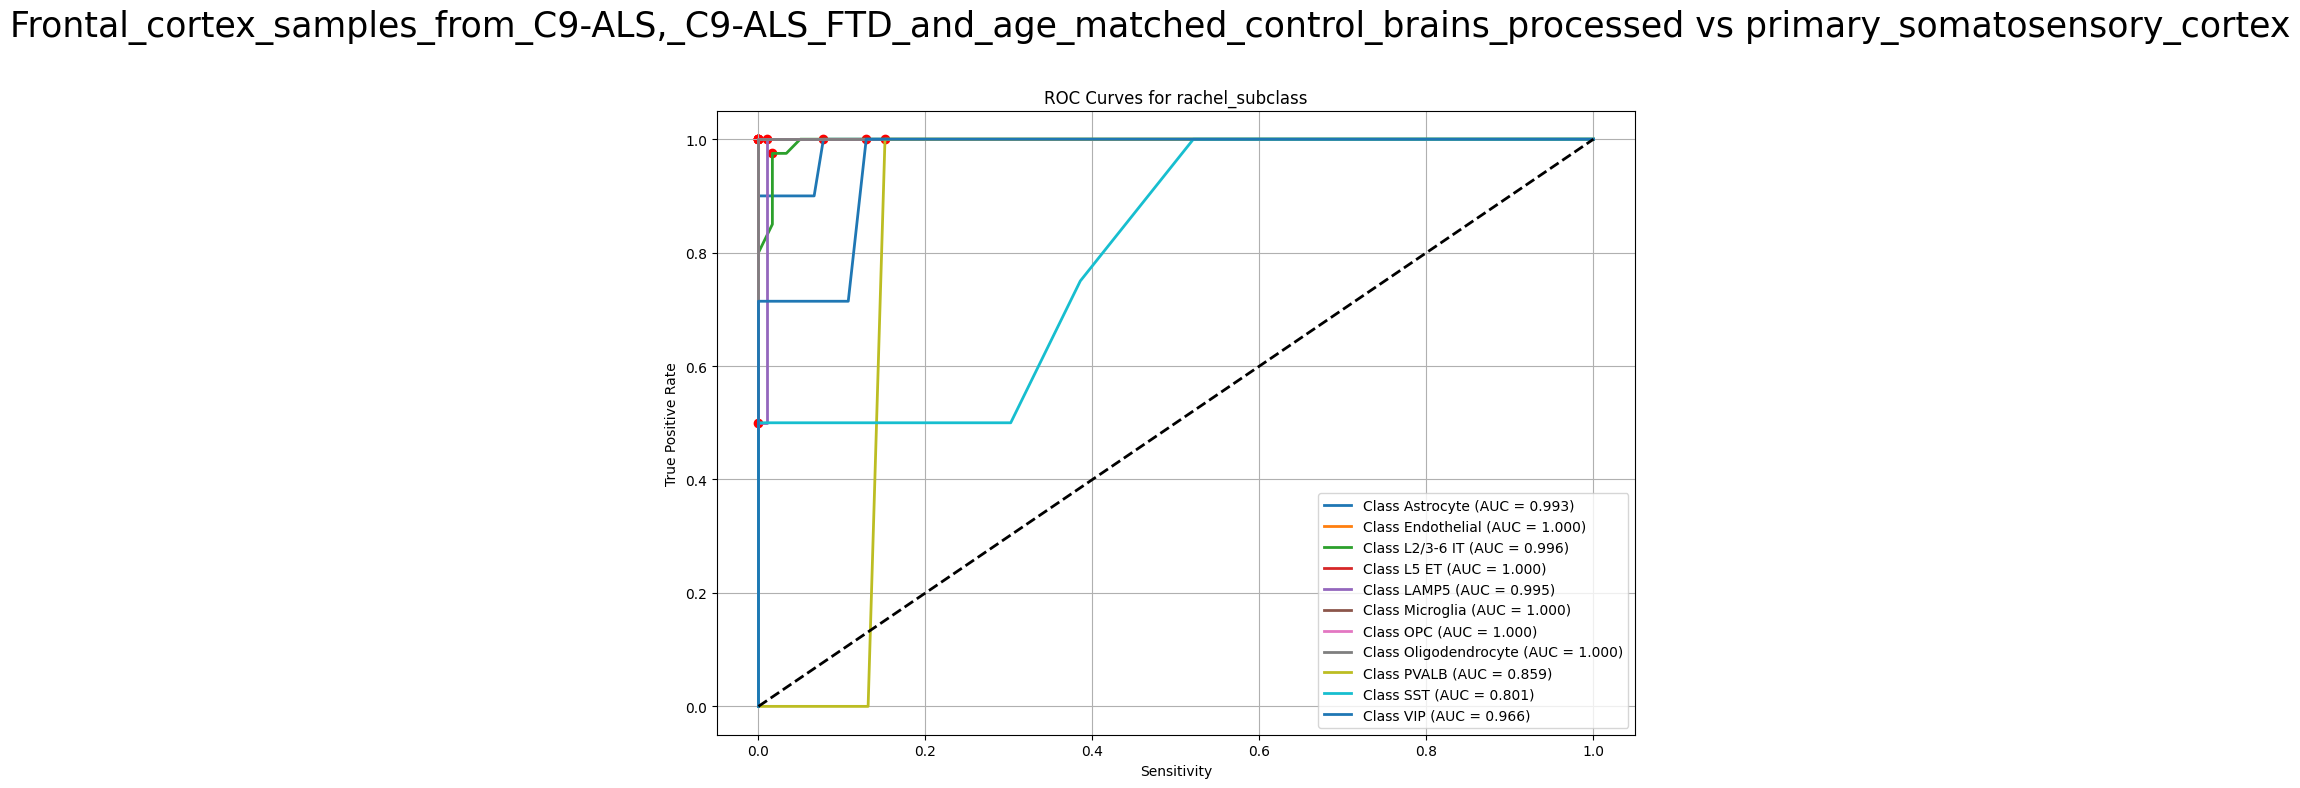 Frontal_cortex_samples_from_C9-ALS,_C9-ALS_FTD_and_age_matched_control_brains_processed vs primary_somatosensory_cortex
ROC Curves for rachel_subclass
True Positive Rate
1.0
0.8
0.6
0.4
0.2
0.0
Class Astrocyte (AUC = 0.993)
Class Endothelial (AUC = 1.000)
Class L2/3-6 IT (AUC = 0.996)
Class L5 ET (AUC = 1.000)
Class LAMP5 (AUC = 0.995)
Class Microglia (AUC = 1.000)
Class OPC (AUC = 1.000)
Class Oligodendrocyte (AUC = 1.000)
Class PVALB (AUC = 0.859)
Class SST (AUC = 0.801)
Class VIP (AUC = 0.966)
0.0 0.2 0.4 0.6 0.8 1.0
Sensitivity